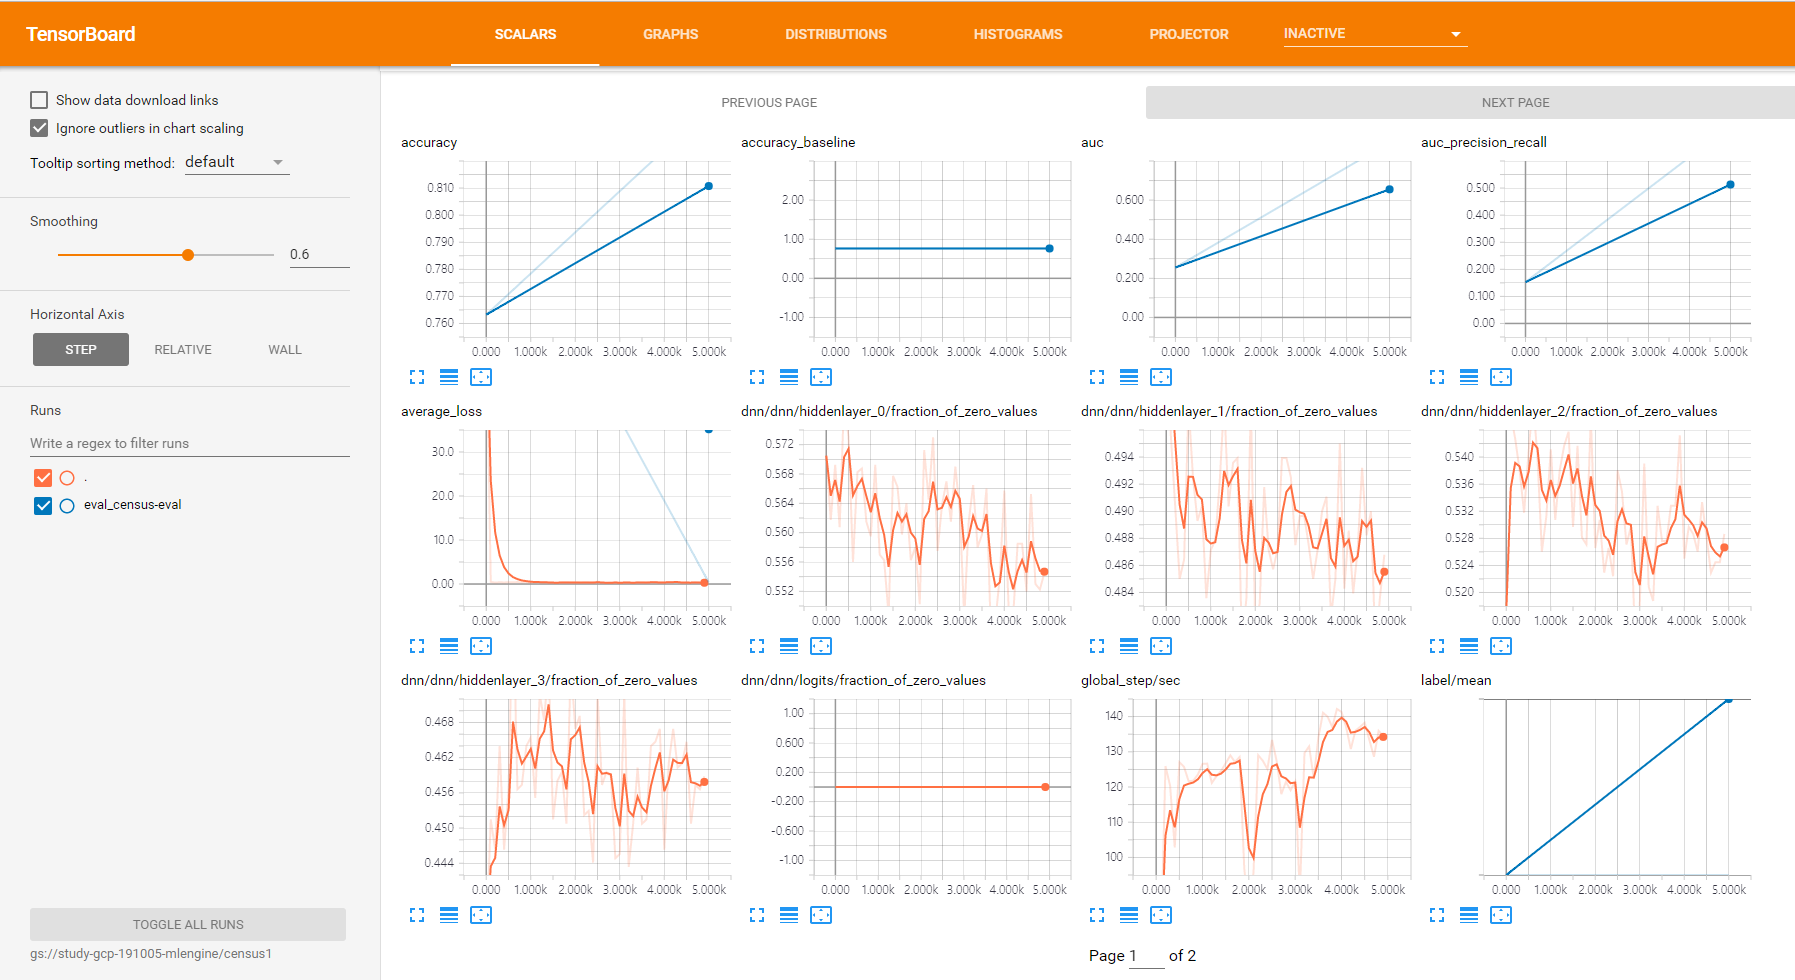 TensorBoard
SCALARS GRAPHS DISTRIBUTIONS HISTOGRAMS PROJECTOR INACTIVE
Show data download links
Ignore outliers in chart scaling
Tooltip sorting method: default
Smoothing
0.6
Horizontal Axis
STEP RELATIVE WALL
Runs
Write a regex to filter runs
.
eval_census-eval
TOGGLE ALL RUNS
gs://study-gcp-191005-mlengine/census1
PREVIOUS PAGE NEXT PAGE
accuracy
0.810
0.800
0.790
0.780
0.770
0.760
0.000 1.000k 2.000k 3.000k 4.000k 5.000k
accuracy_baseline
2.00
1.00
0.00
-1.00
0.000 1.000k 2.000k 3.000k 4.000k 5.000k
auc
0.600
0.400
0.200
0.00
0.000 1.000k 2.000k 3.000k 4.000k 5.000k
auc_precision_recall
0.500
0.400
0.300
0.200
0.100
0.00
0.000 1.000k 2.000k 3.000k 4.000k 5.000k
average_loss
30.0
20.0
10.0
0.00
0.000 1.000k 2.000k 3.000k 4.000k 5.000k
dnn/dnn/hiddenlayer_0/fraction_of_zero_values
0.572
0.568
0.564
0.560
0.556
0.552
0.000 1.000k 2.000k 3.000k 4.000k 5.000k
dnn/dnn/hiddenlayer_1/fraction_of_zero_values
0.494
0.492
0.490
0.488
0.486
0.484
0.000 1.000k 2.000k 3.000k 4.000k 5.000k
dnn/dnn/hiddenlayer_2/fraction_of_zero_values
0.540
0.536
0.532
0.528
0.524
0.520
0.000 1.000k 2.000k 3.000k 4.000k 5.000k
dnn/dnn/hiddenlayer_3/fraction_of_zero_values
0.468
0.462
0.456
0.450
0.444
0.000 1.000k 2.000k 3.000k 4.000k 5.000k
dnn/dnn/logits/fraction_of_zero_values
1.00
0.600
0.200
-0.200
-0.600
-1.00
0.000 1.000k 2.000k 3.000k 4.000k 5.000k
global_step/sec
140
130
120
110
100
0.000 1.000k 2.000k 3.000k 4.000k 5.000k
label/mean
0.000 1.000k 2.000k 3.000k 4.000k 5.000k
Page 1 of 2